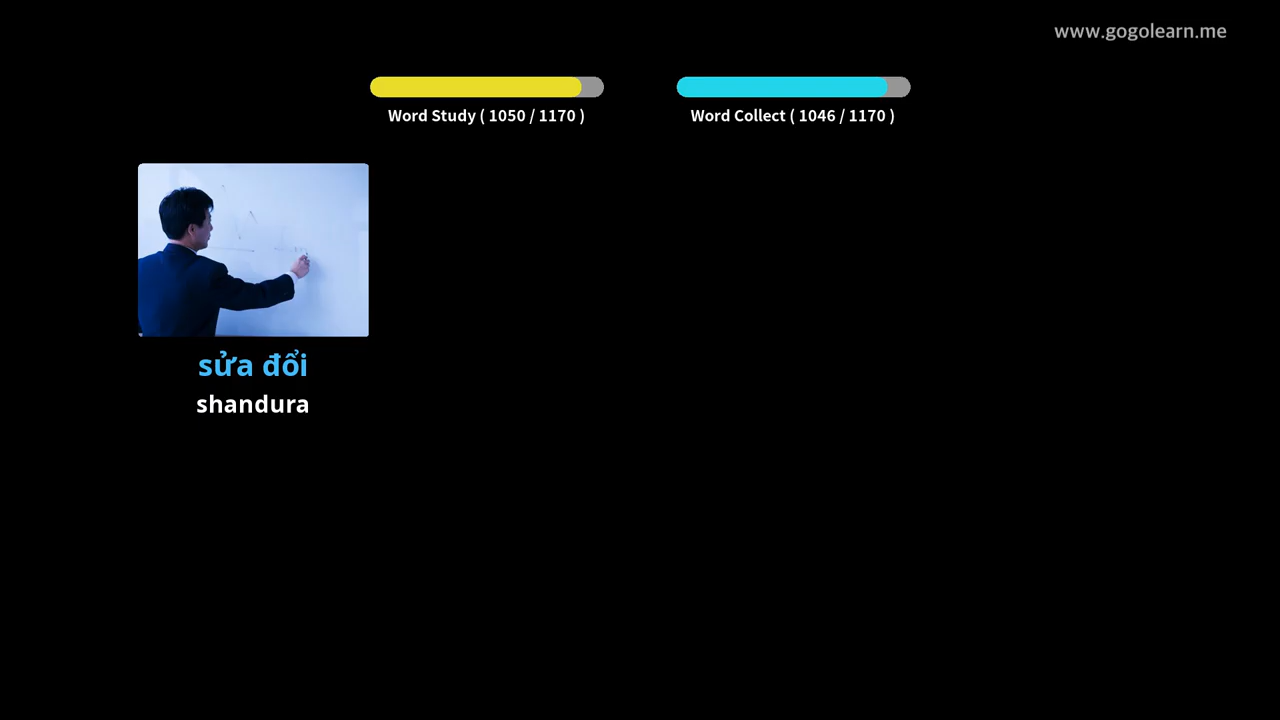 www.gogolearn.me
Word Study ( 1050 / 1170 )
Word Collect ( 1046 / 1170 )
sửa đổi
shandura